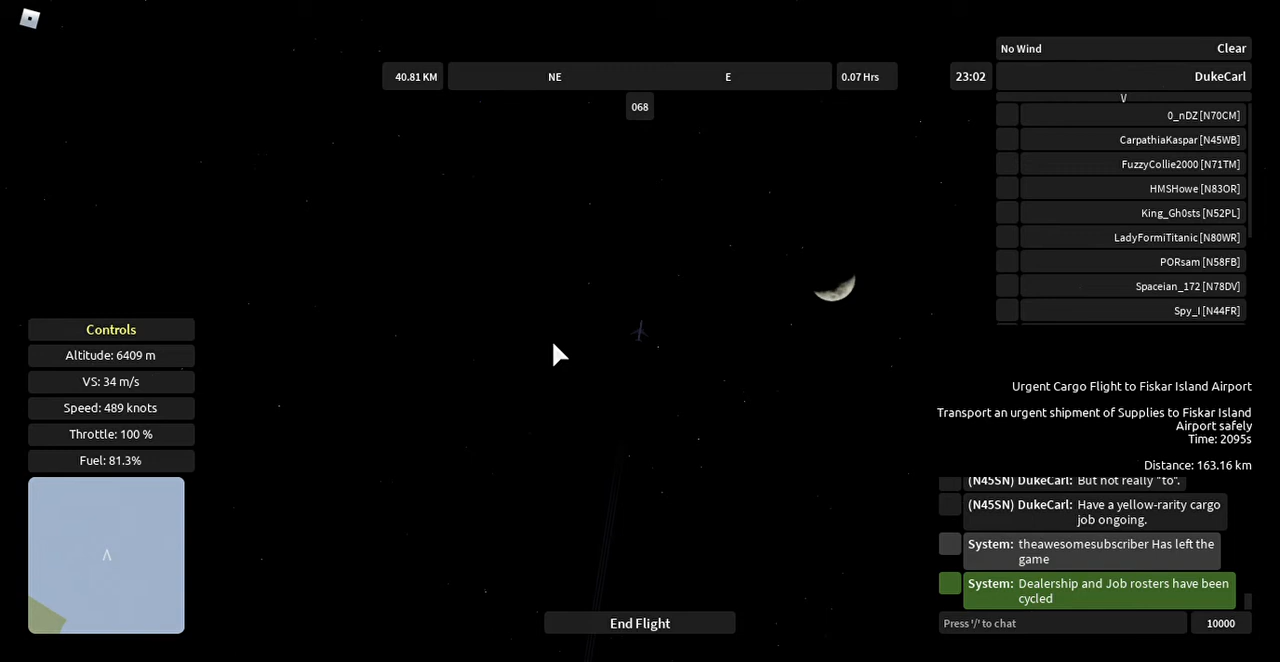 No Wind Clear
40.81 KM NE E 0.07 Hrs 23:02 DukeCarl
V
068
0_nDZ [N70CM]
CarpathiaKaspar [N45WB]
FuzzyCollie2000 [N71TM]
HMSHowe [N83OR]
King_Gh0sts [N52PL]
LadyFormiTitanic [N80WR]
PORsam [N58FB]
Spaceian_172 [N78DV]
Spy_I [N44FR]
Controls
Altitude: 6409 m
VS: 34 m/s
Speed: 489 knots
Throttle: 100 %
Fuel: 81.3%
Urgent Cargo Flight to Fiskar Island Airport
Transport an urgent shipment of Supplies to Fiskar Island
Airport safely
Time: 2095s
Distance: 163.16 km
(N45SN) DukeCarl: But not really "to".
(N45SN) DukeCarl: Have a yellow-rarity cargo
job ongoing.
System: theawesomesubscriber Has left the
game
System: Dealership and Job rosters have been
cycled
End Flight
Press '/' to chat 10000